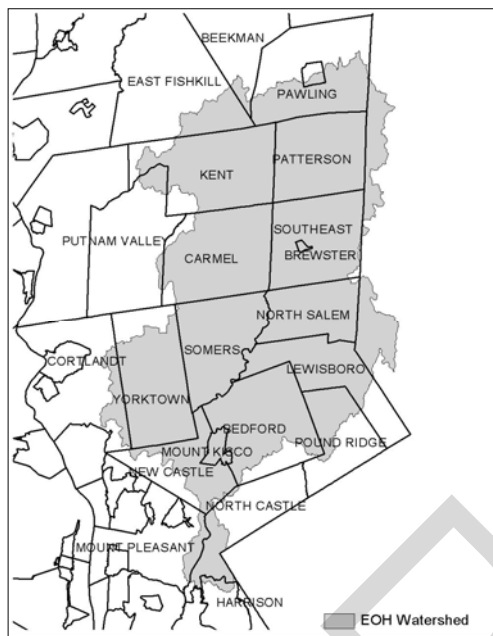 BEEKMAN
EAST FISHKILL
PAWLING
KENT
PATTERSON
PUTNAM VALLEY
SOUTHEAST
CARMEL
BREWSTER
NORTH SALEM
SOMERS
CORTLANDT
LEWISBORO
YORKTOWN
BEDFORD
POUND RIDGE
MOUNT KISCO
NEW CASTLE
NORTH CASTLE
MOUNT PLEASANT
HARRISON
EOH Watershed